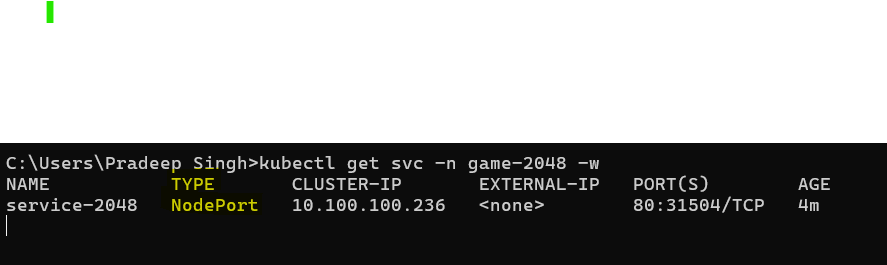 C:\Users\Pradeep Singh>kubectl get svc -n game-2048 -w
NAME TYPE CLUSTER-IP EXTERNAL-IP PORT(S) AGE
service-2048 NodePort 10.100.100.236 <none> 80:31504/TCP 4m